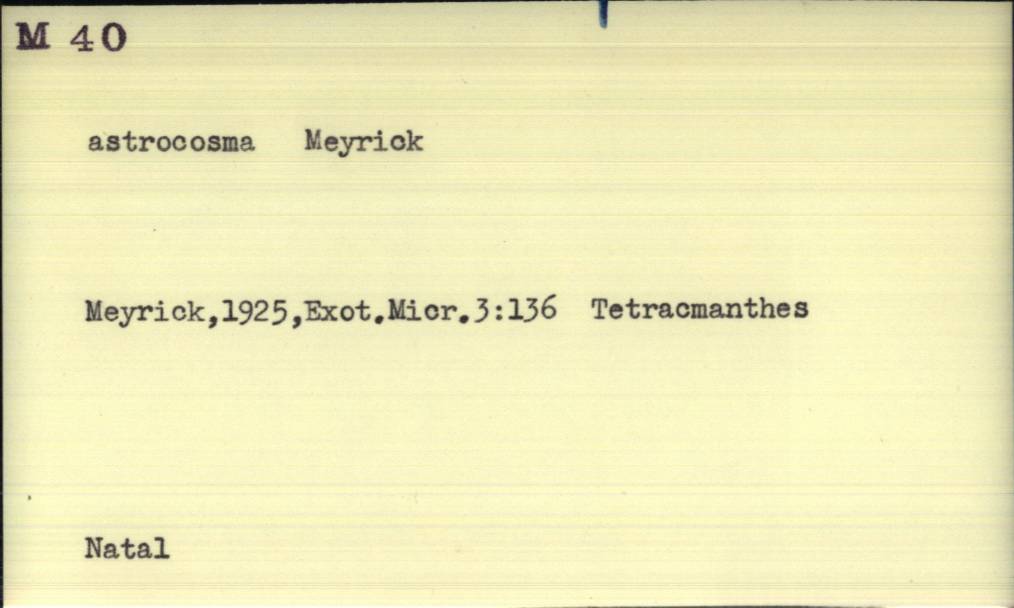 M 40
astrocosma Meyrick
Meyrick,1925,Exot.Micr.3:136 Tetracmanthes
Natal